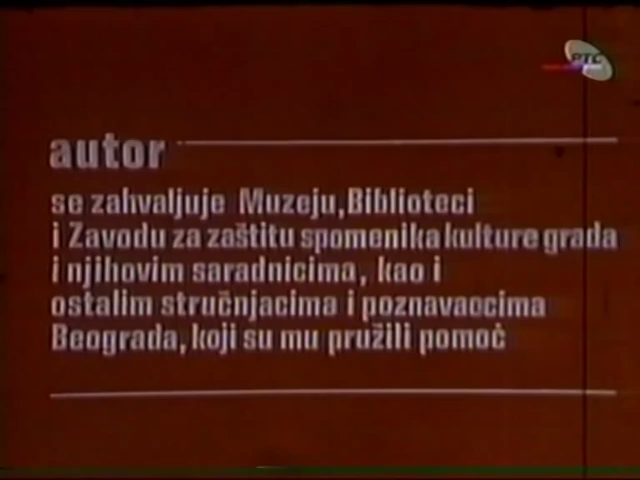 РТС
autor
se zahvaljuje Muzeju, Biblioteci
i Zavodu za zaštitu spomenika kulture grada
i njihovim saradnicima, kao i
ostalim stručnjacima i poznavaocima
Beograda, koji su mu pružili pomoć